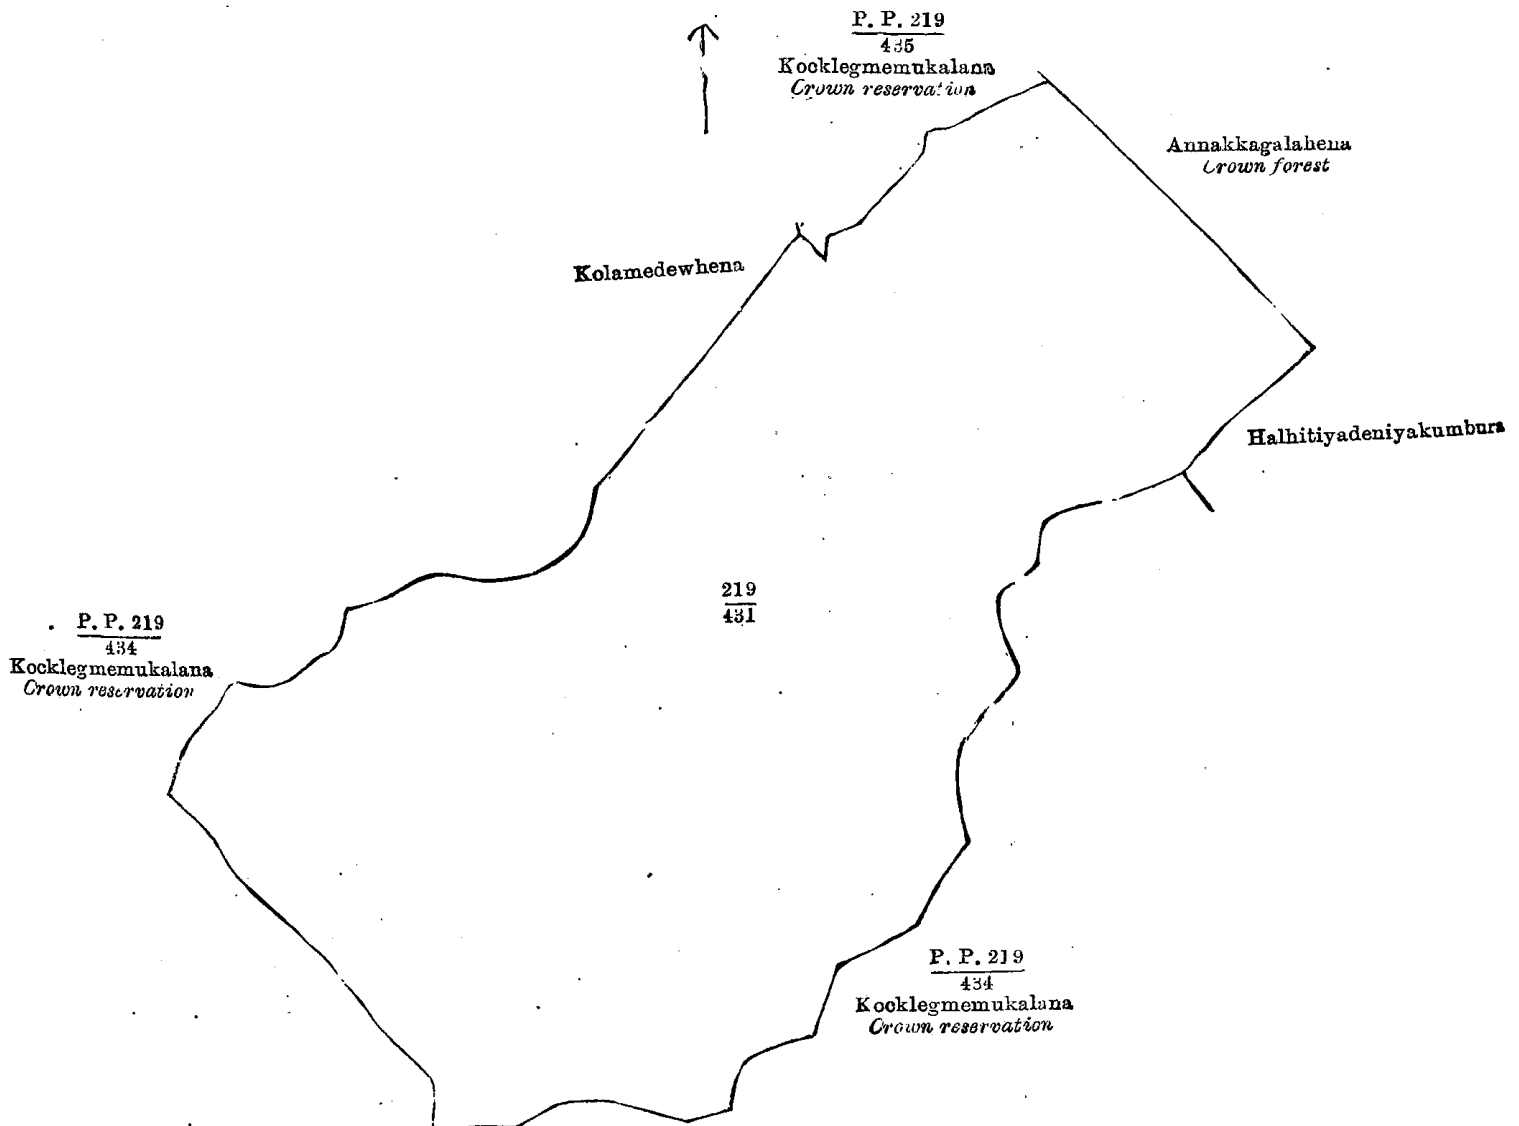 P. P. 219
435
Kocklegmemukalana
Crown reservation
Annakkagalahena
Crown forest
Kolamedewhena
Halhitiyadeniyakumbura
219
431
P. P. 219
434
Kocklegmemukalana
Crown reservation
P. P. 219
434
Kocklegmemukalana
Crown reservation